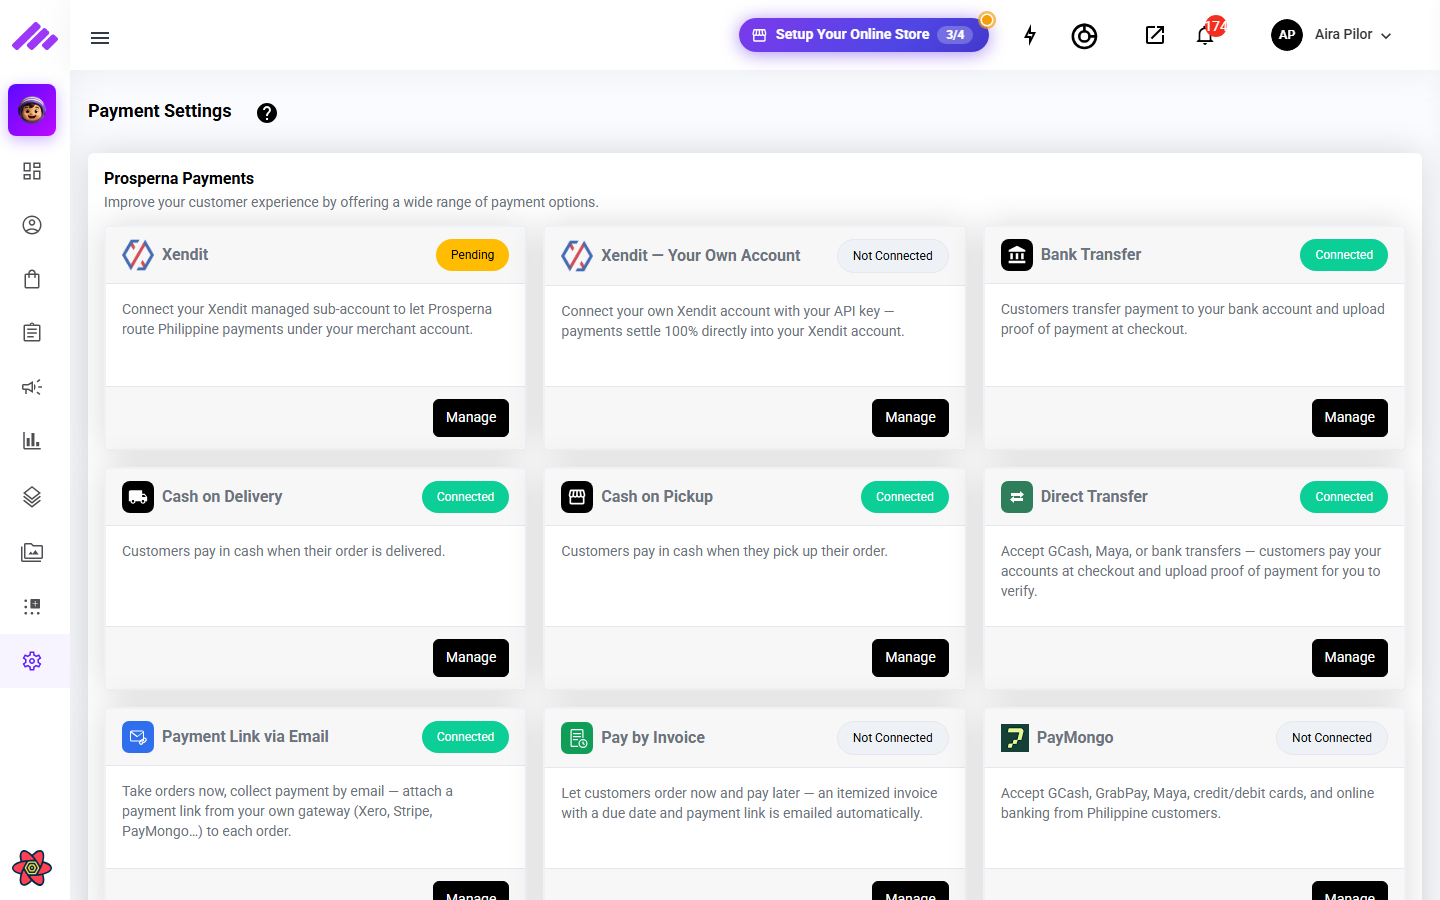 Setup Your Online Store 3/4
174
AP Aira Pilor
Payment Settings
Prosperna Payments
Improve your customer experience by offering a wide range of payment options.
Xendit
Pending
Connect your Xendit managed sub-account to let Prosperna
route Philippine payments under your merchant account.
Manage
Xendit — Your Own Account
Not Connected
Connect your own Xendit account with your API key —
payments settle 100% directly into your Xendit account.
Manage
Bank Transfer
Connected
Customers transfer payment to your bank account and upload
proof of payment at checkout.
Manage
Cash on Delivery
Connected
Customers pay in cash when their order is delivered.
Manage
Cash on Pickup
Connected
Customers pay in cash when they pick up their order.
Manage
Direct Transfer
Connected
Accept GCash, Maya, or bank transfers — customers pay your
accounts at checkout and upload proof of payment for you to
verify.
Manage
Payment Link via Email
Connected
Take orders now, collect payment by email — attach a
payment link from your own gateway (Xero, Stripe,
PayMongo...) to each order.
Manage
Pay by Invoice
Not Connected
Let customers order now and pay later — an itemized invoice
with a due date and payment link is emailed automatically.
Manage
PayMongo
Not Connected
Accept GCash, GrabPay, Maya, credit/debit cards, and online
banking from Philippine customers.
Manage